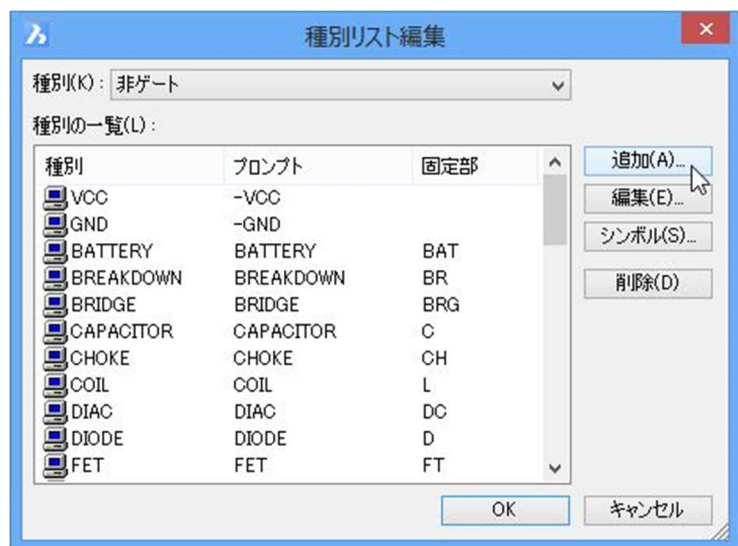 種別リスト編集
種別(K): 非ゲート
種別の一覧(L):
種別 プロンプト 固定部
VCC -VCC
GND -GND
BATTERY BATTERY BAT
BREAKDOWN BREAKDOWN BR
BRIDGE BRIDGE BRG
CAPACITOR CAPACITOR C
CHOKE CHOKE CH
COIL COIL L
DIAC DIAC DC
DIODE DIODE D
FET FET FT
追加(A)...
編集(E)...
シンボル(S)...
削除(D)
OK キャンセル